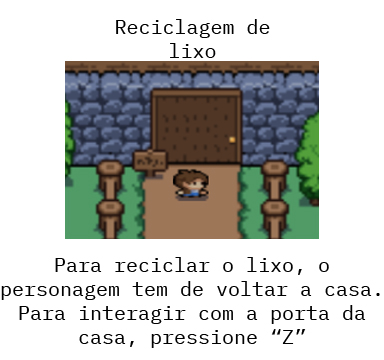 Reciclagem de
lixo
Para reciclar o lixo, o
personagem tem de voltar a casa.
Para interagir com a porta da
casa, pressione “Z”